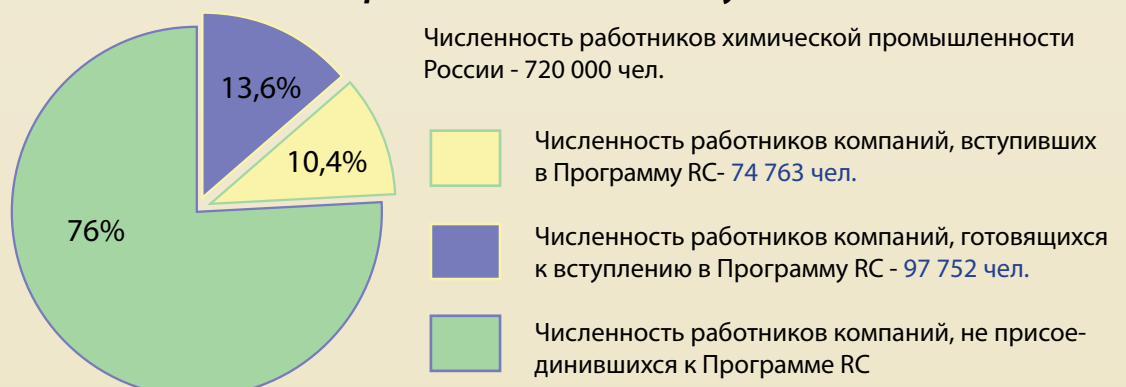 Численность работников химической промышленности
России - 720 000 чел.
13,6%
10,4%
76%
Численность работников компаний, вступивших
в Программу RC- 74 763 чел.
Численность работников компаний, готовящихся
к вступлению в Программу RC - 97 752 чел.
Численность работников компаний, не присое-
динившихся к Программе RC